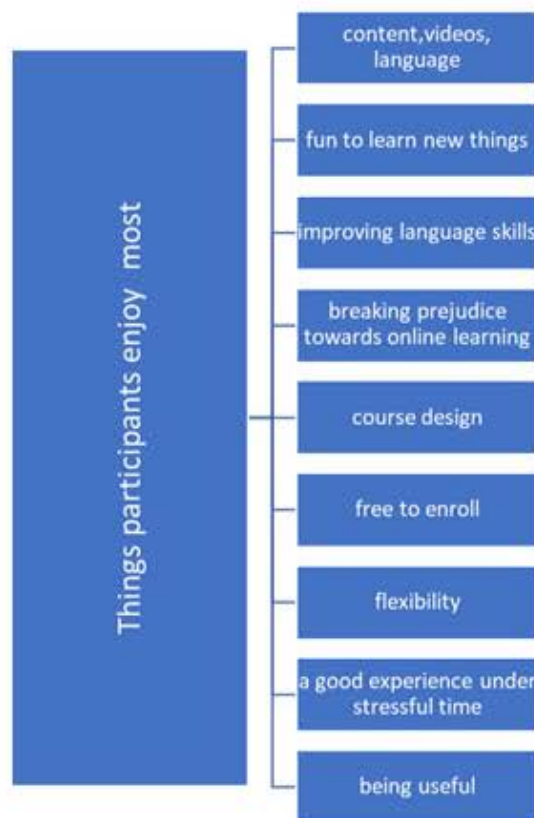 Things participants enjoy most
content,videos,
language
fun to learn new things
improving language skills
breaking prejudice
towards online learning
course design
free to enroll
flexibility
a good experience under
stressful time
being useful